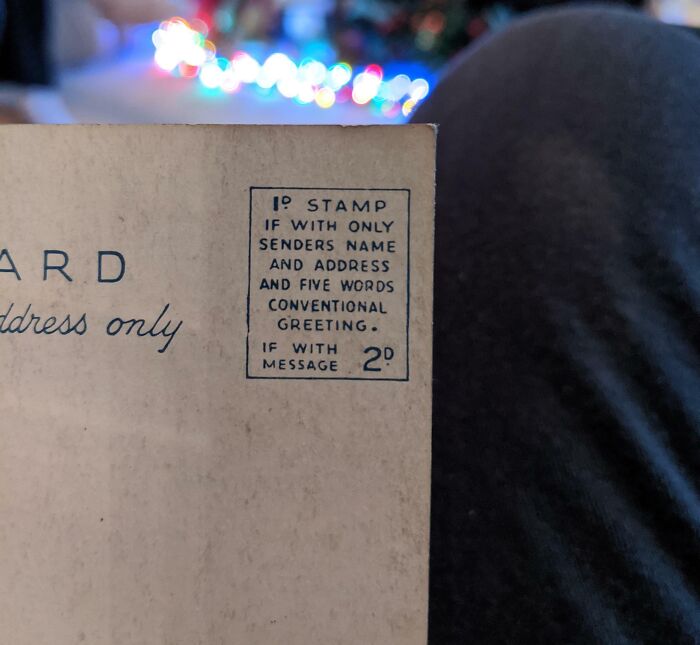 ARD
ddress only
1D STAMP
IF WITH ONLY
SENDERS NAME
AND ADDRESS
AND FIVE WORDS
CONVENTIONAL
GREETING.
IF WITH
MESSAGE 2D